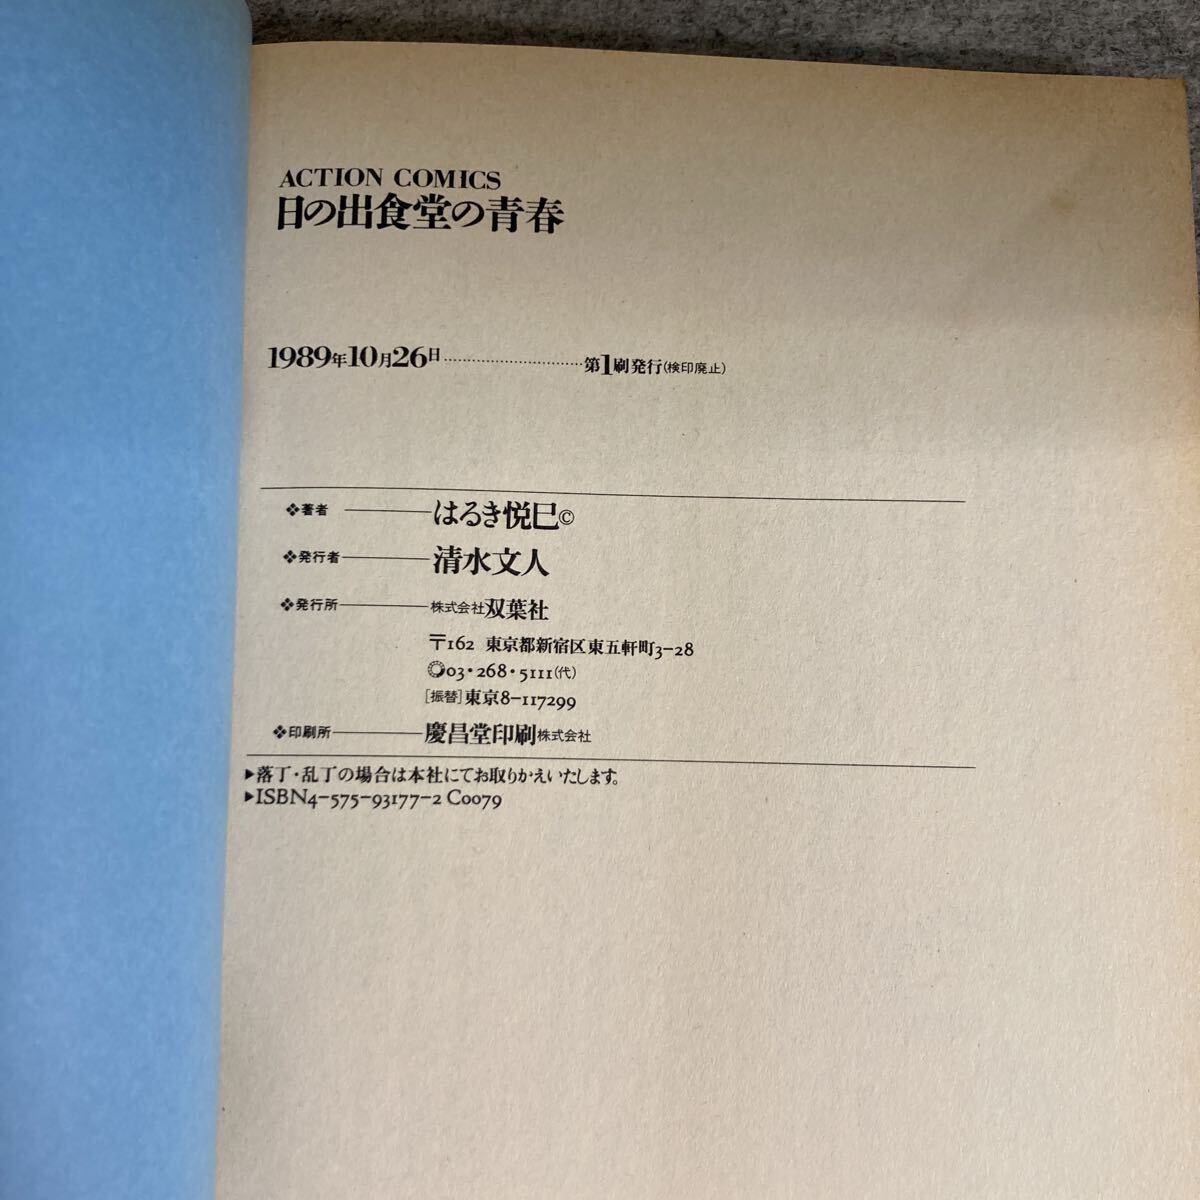 ACTION COMICS
日の出食堂の青春
1989年10月26日……………………第1刷発行(検印廃止)
❖著者――――はるき悦巳©
❖発行者――――清水文人
❖発行所――――株式会社双葉社
〒162 東京都新宿区東五軒町3-28
03・268・5111(代)
[振替]東京8-117299
❖印刷所――――慶昌堂印刷株式会社
▶落丁・乱丁の場合は本社にてお取りかえいたします。
▶ISBN4-575-93177-2 C0079